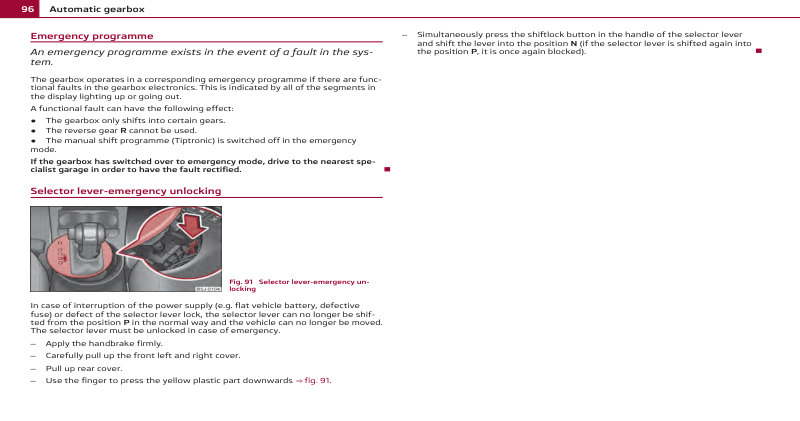 96 Automatic gearbox
Emergency programme
An emergency programme exists in the event of a fault in the sys-
tem.
The gearbox operates in a corresponding emergency programme if there are func-
tional faults in the gearbox electronics. This is indicated by all of the segments in
the display lighting up or going out.
A functional fault can have the following effect:
● The gearbox only shifts into certain gears.
● The reverse gear R cannot be used.
● The manual shift programme (Tiptronic) is switched off in the emergency
mode.
If the gearbox has switched over to emergency mode, drive to the nearest spe-
cialist garage in order to have the fault rectified.
Selector lever-emergency unlocking
Fig. 91 Selector lever-emergency un-
locking
In case of interruption of the power supply (e.g. flat vehicle battery, defective
fuse) or defect of the selector lever lock, the selector lever can no longer be shif-
ted from the position P in the normal way and the vehicle can no longer be moved.
The selector lever must be unlocked in case of emergency.
– Apply the handbrake firmly.
– Carefully pull up the front left and right cover.
– Pull up rear cover.
– Use the finger to press the yellow plastic part downwards ⇒ fig. 91.
– Simultaneously press the shiftlock button in the handle of the selector lever
and shift the lever into the position N (if the selector lever is shifted again into
the position P, it is once again blocked).